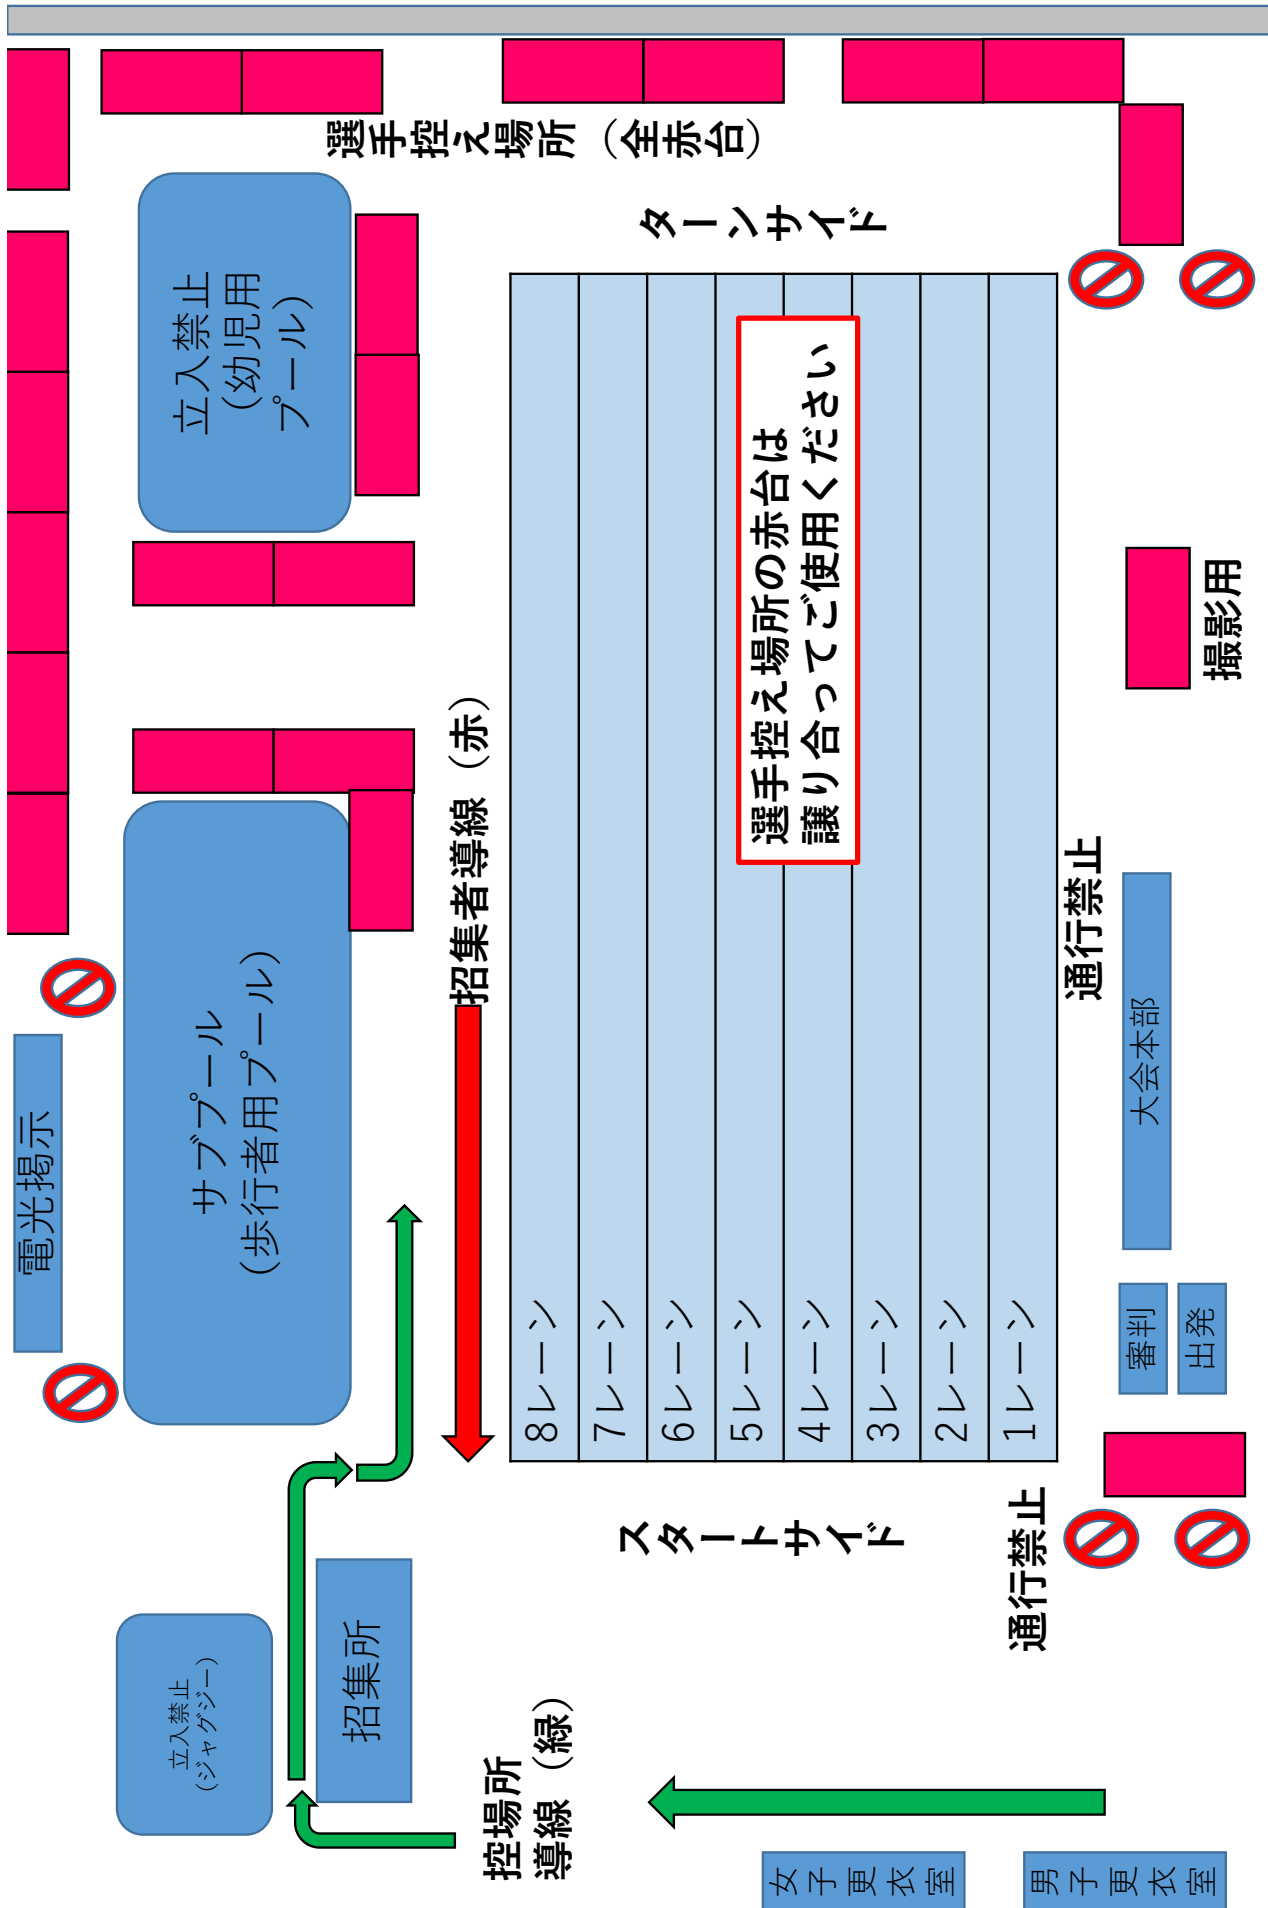 選手控え場所（全赤台）
立入禁止
(幼児用
プール)
ターンサイド
選手控え場所の赤台は
譲り合ってご使用ください
撮影用
招集者導線（赤）
通行禁止
大会本部
サブプール
(歩行者用プール)
電光掲示
8レーン
7レーン
6レーン
5レーン
4レーン
3レーン
2レーン
1レーン
審判
出発
スタートサイド
通行禁止
立入禁止
(ジャグジー)
招集所
控場所
導線（緑）
女子更衣室
男子更衣室